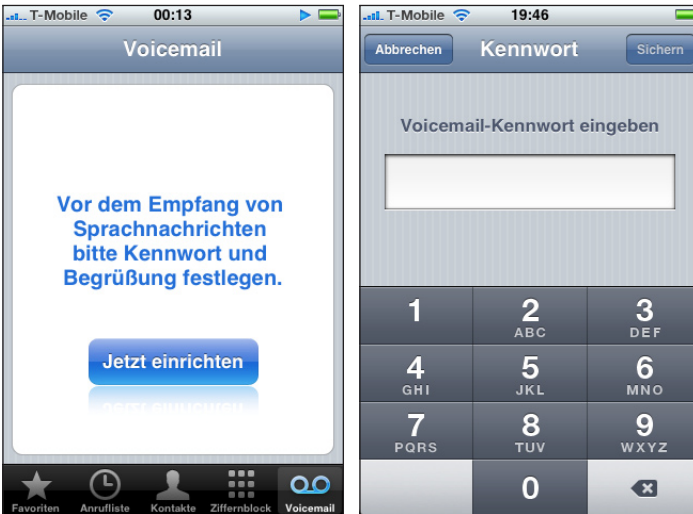 T-Mobile 00:13
Voicemail
Vor dem Empfang von
Sprachnachrichten
bitte Kennwort und
Begrüßung festlegen.
Jetzt einrichten
Favoriten Anrufliste Kontakte Ziffernblock Voicemail
T-Mobile 19:46
Abbrechen Kennwort Sichern
Voicemail-Kennwort eingeben
1 2 3
ABC DEF
4 5 6
GHI JKL MNO
7 8 9
PQRS TUV WXYZ
0